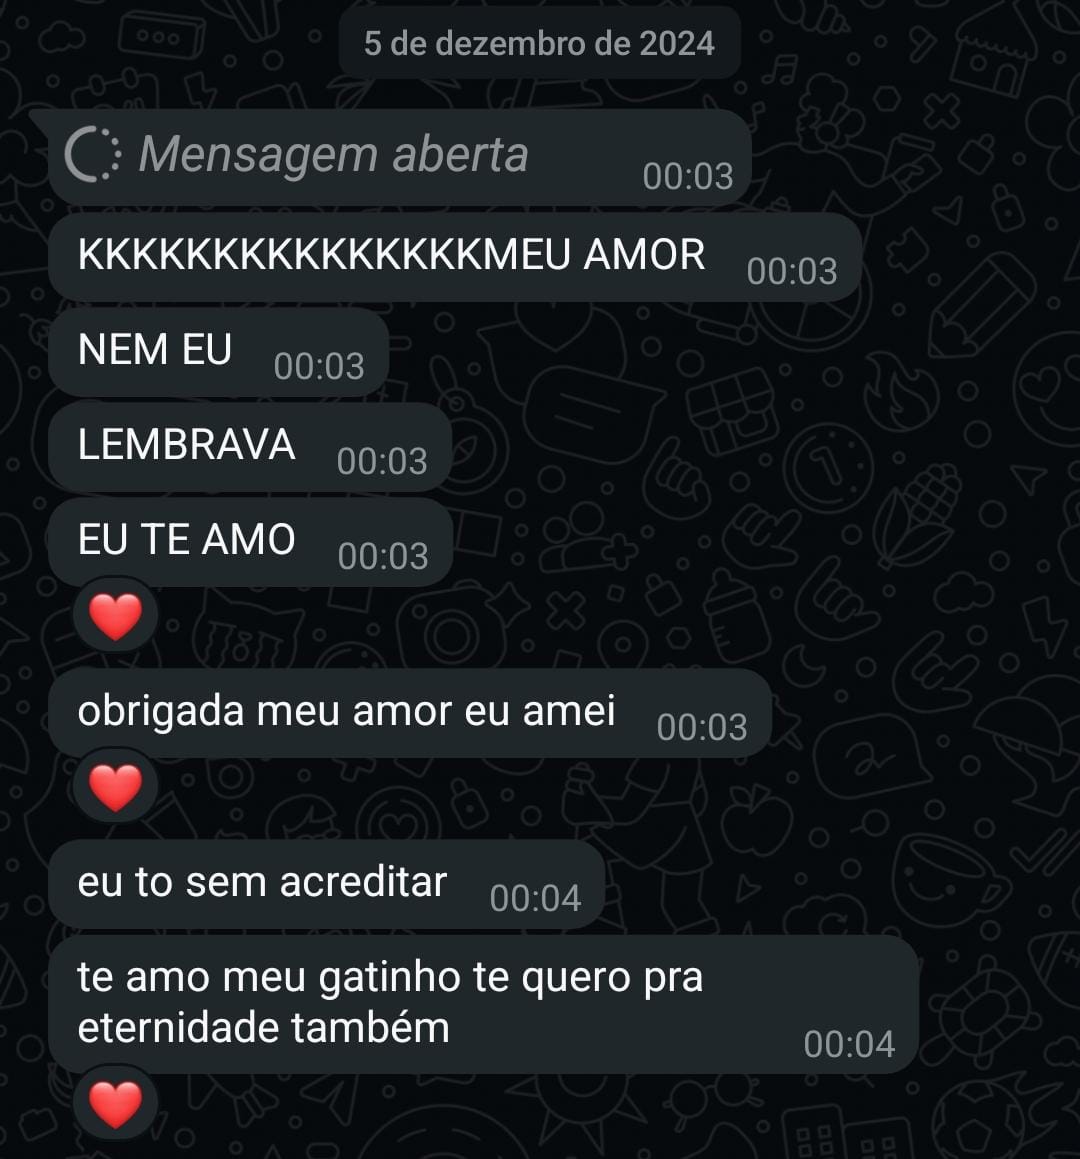 5 de dezembro de 2024
Mensagem aberta 00:03
KKKKKKKKKKKKKKKMEU AMOR 00:03
NEM EU 00:03
LEMBRAVA 00:03
EU TE AMO 00:03
obrigada meu amor eu amei 00:03
eu to sem acreditar 00:04
te amo meu gatinho te quero pra
eternidade também 00:04